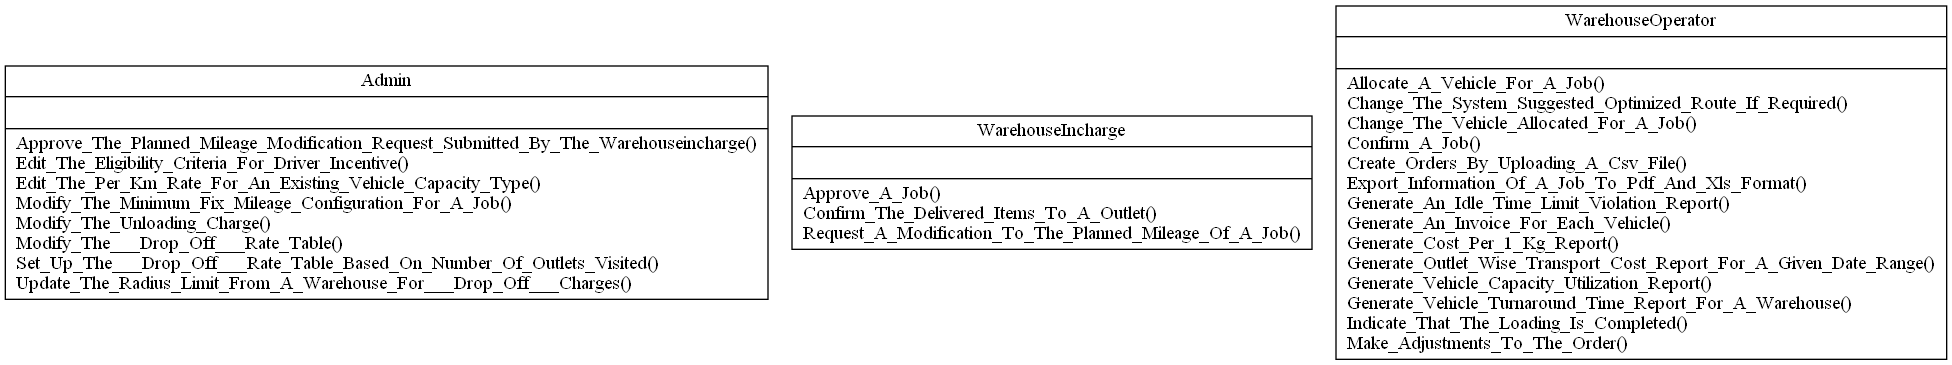 Admin
Approve_The_Planned_Mileage_Modification_Request_Submitted_By_The_Warehouseincharge()
Edit_The_Eligibility_Criteria_For_Driver_Incentive()
Edit_The_Per_Km_Rate_For_An_Existing_Vehicle_Capacity_Type()
Modify_The_Minimum_Fix_Mileage_Configuration_For_A_Job()
Modify_The_Unloading_Charge()
Modify_The___Drop_Off___Rate_Table()
Set_Up_The___Drop_Off___Rate_Table_Based_On_Number_Of_Outlets_Visited()
Update_The_Radius_Limit_From_A_Warehouse_For___Drop_Off___Charges()
WarehouseIncharge
Approve_A_Job()
Confirm_The_Delivered_Items_To_A_Outlet()
Request_A_Modification_To_The_Planned_Mileage_Of_A_Job()
WarehouseOperator
Allocate_A_Vehicle_For_A_Job()
Change_The_System_Suggested_Optimized_Route_If_Required()
Change_The_Vehicle_Allocated_For_A_Job()
Confirm_A_Job()
Create_Orders_By_Uploading_A_Csv_File()
Export_Information_Of_A_Job_To_Pdf_And_Xls_Format()
Generate_An_Idle_Time_Limit_Violation_Report()
Generate_An_Invoice_For_Each_Vehicle()
Generate_Cost_Per_1_Kg_Report()
Generate_Outlet_Wise_Transport_Cost_Report_For_A_Given_Date_Range()
Generate_Vehicle_Capacity_Utilization_Report()
Generate_Vehicle_Turnaround_Time_Report_For_A_Warehouse()
Indicate_That_The_Loading_Is_Completed()
Make_Adjustments_To_The_Order()